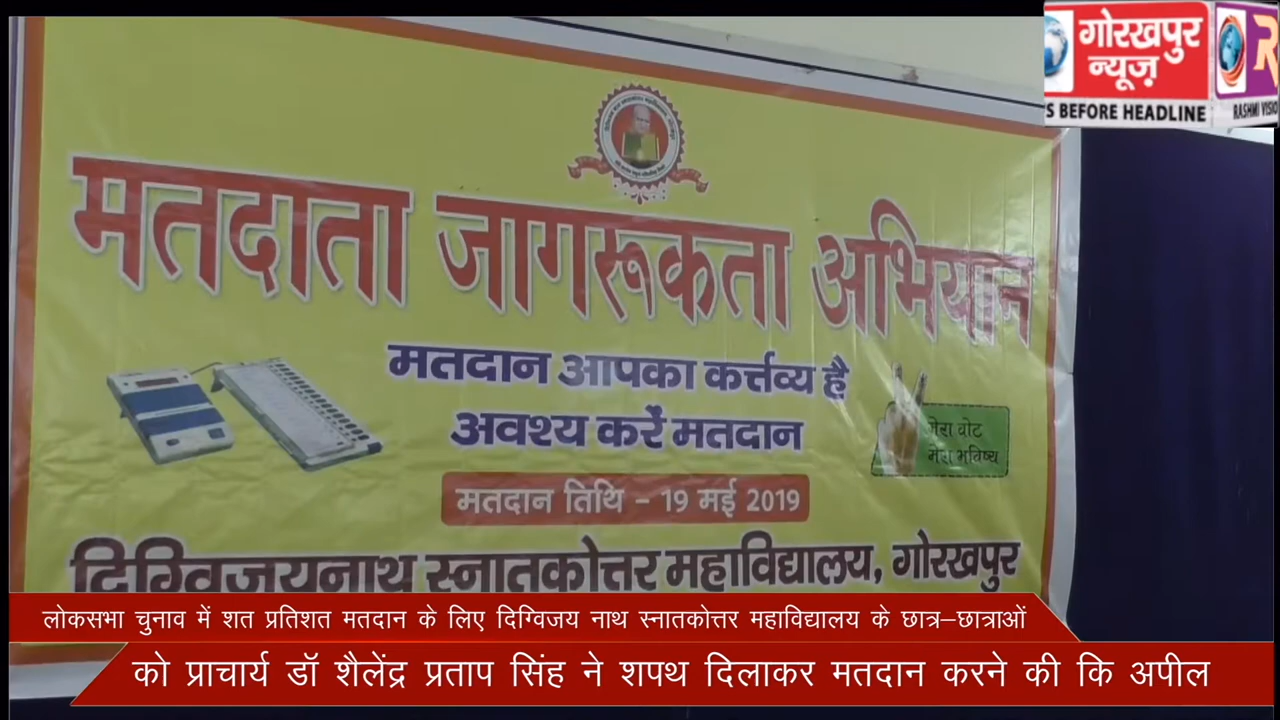 गोरखपुर
न्यूज़
S BEFORE HEADLINE
R
RASHMI VISIO
मतदाता जागरूकता अभियान
मतदान आपका कर्त्तव्य है
अवश्य करें मतदान
मेरा वोट
मेरा भविष्य
मतदान तिथि - 19 मई 2019
दिग्विजयनाथ स्नातकोत्तर महाविद्यालय, गोरखपुर
लोकसभा चुनाव में शत प्रतिशत मतदान के लिए दिग्विजय नाथ स्नातकोत्तर महाविद्यालय के छात्र–छात्राओं
को प्राचार्य डॉ शैलेंद्र प्रताप सिंह ने शपथ दिलाकर मतदान करने की कि अपील